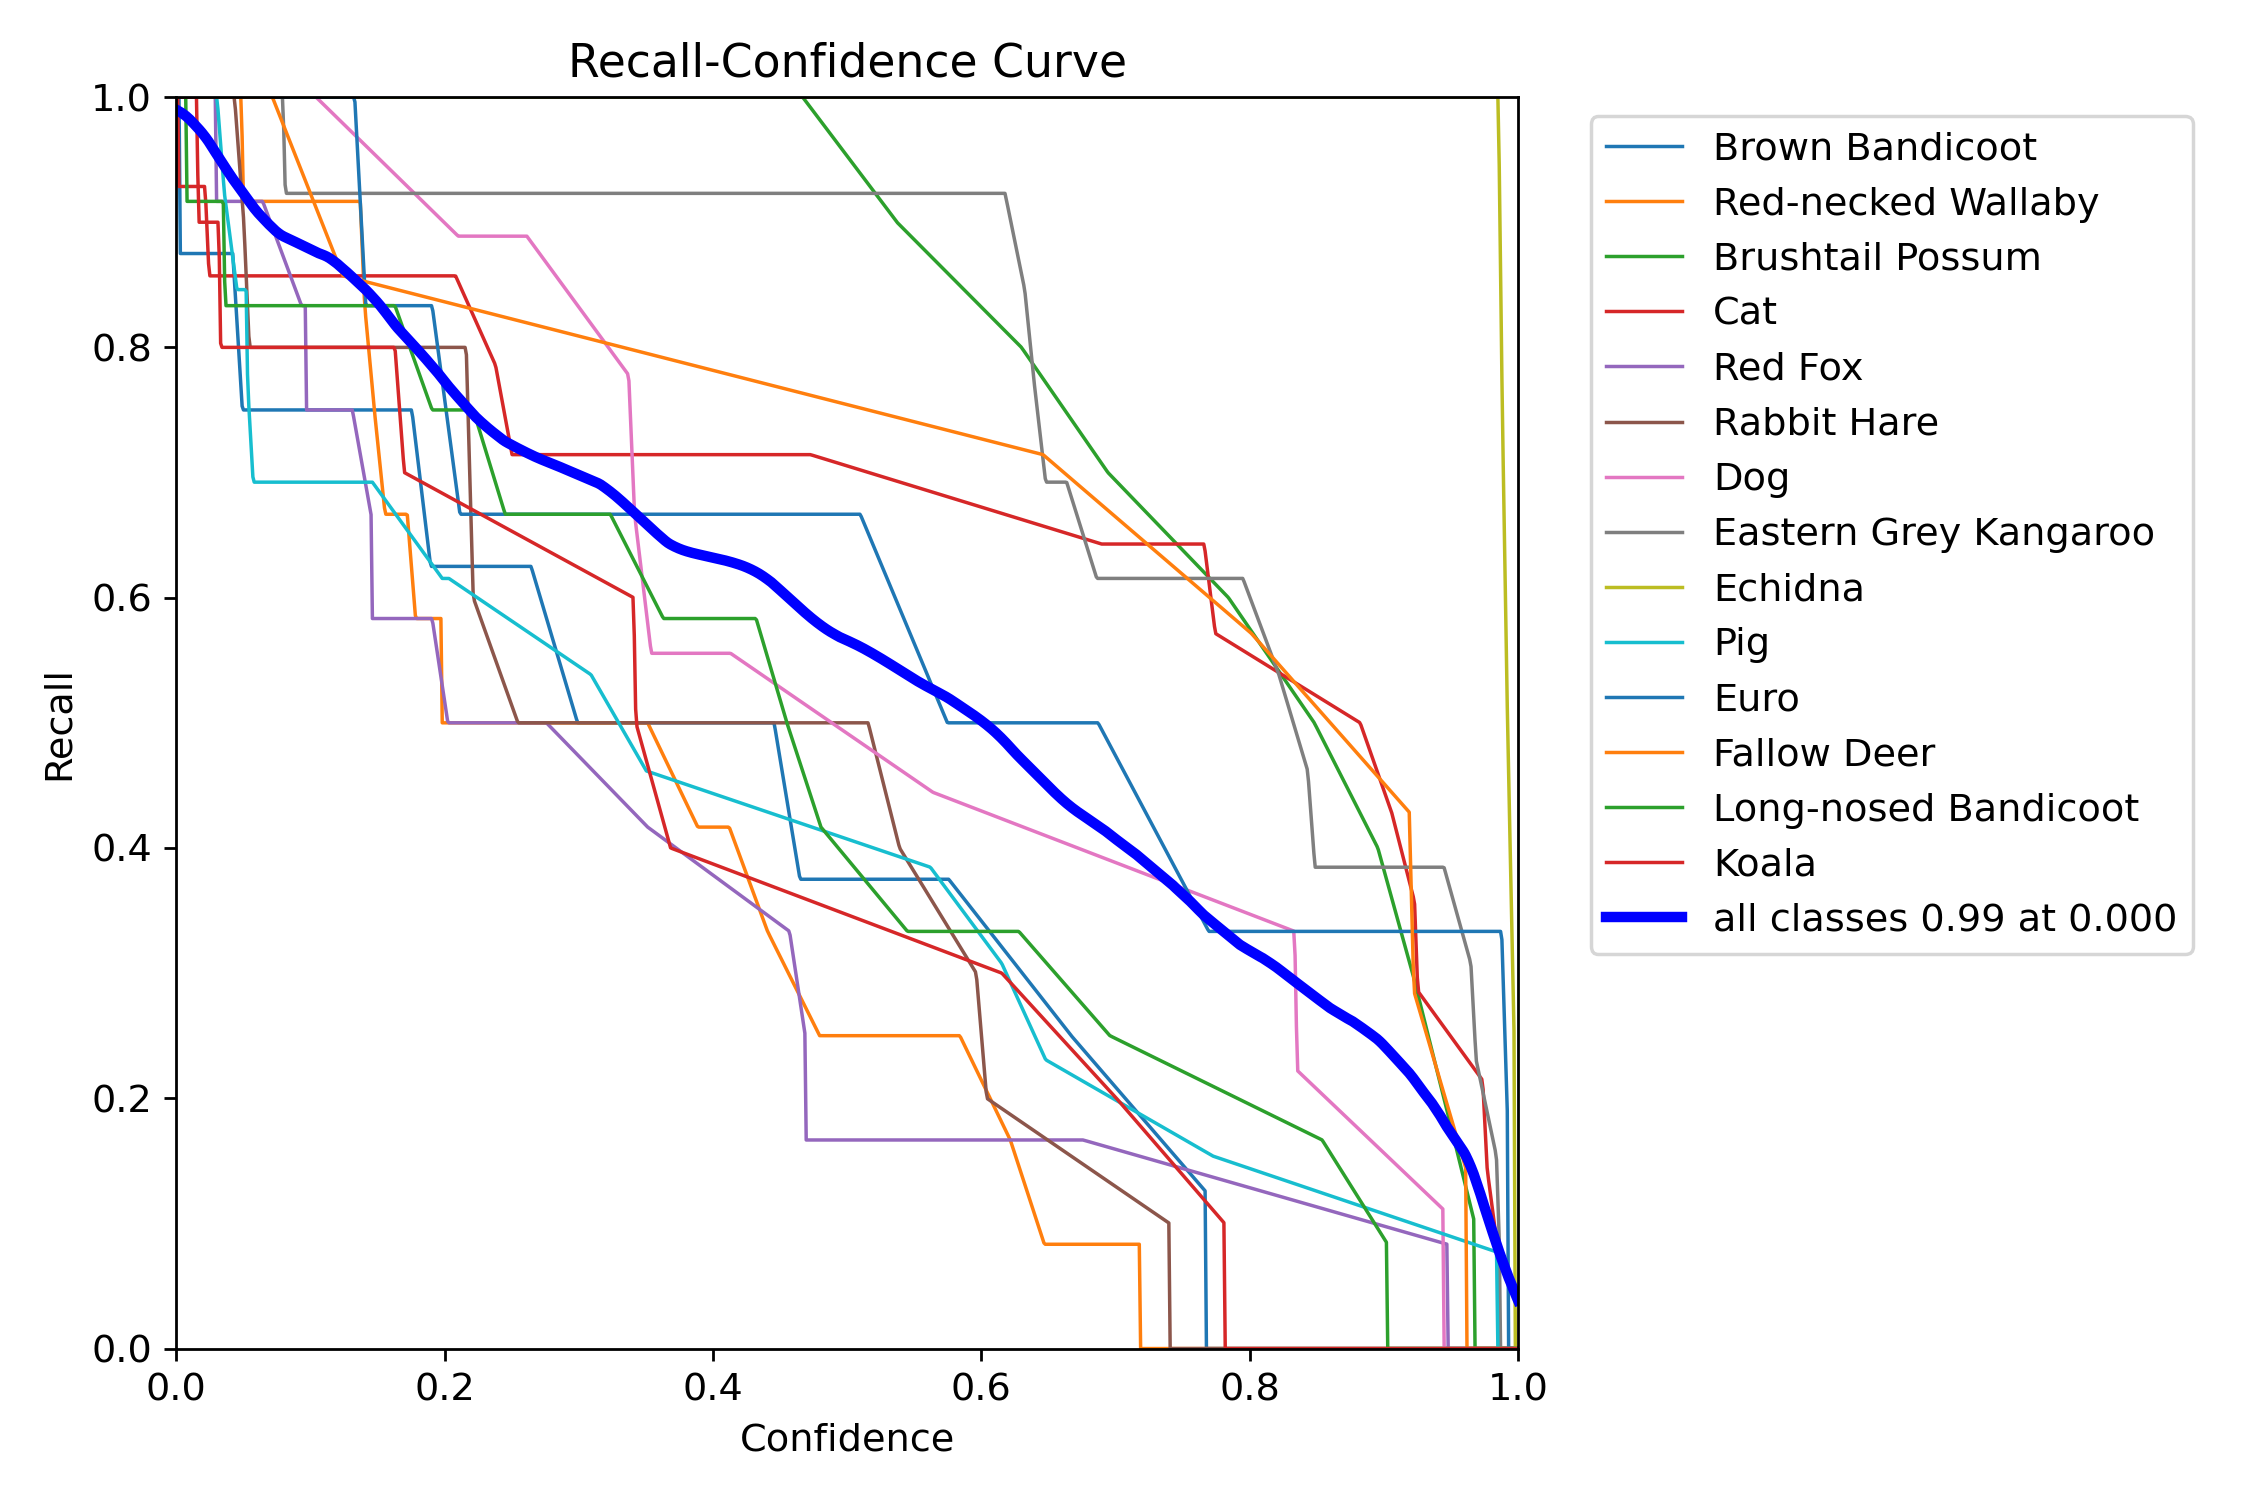 Recall-Confidence Curve
1.0
0.8
0.6
0.4
0.2
0.0
Recall
0.0 0.2 0.4 0.6 0.8 1.0
Confidence
Brown Bandicoot
Red-necked Wallaby
Brushtail Possum
Cat
Red Fox
Rabbit Hare
Dog
Eastern Grey Kangaroo
Echidna
Pig
Euro
Fallow Deer
Long-nosed Bandicoot
Koala
all classes 0.99 at 0.000